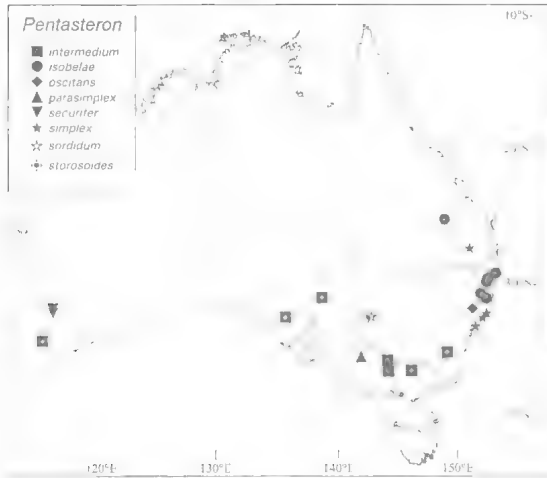 Pentasteron
10°S-
intermedium
isobelae
oscitans
parasimplex
securifer
simplex
sordidum
storosoides
120°E
130°E
140°E
150°E